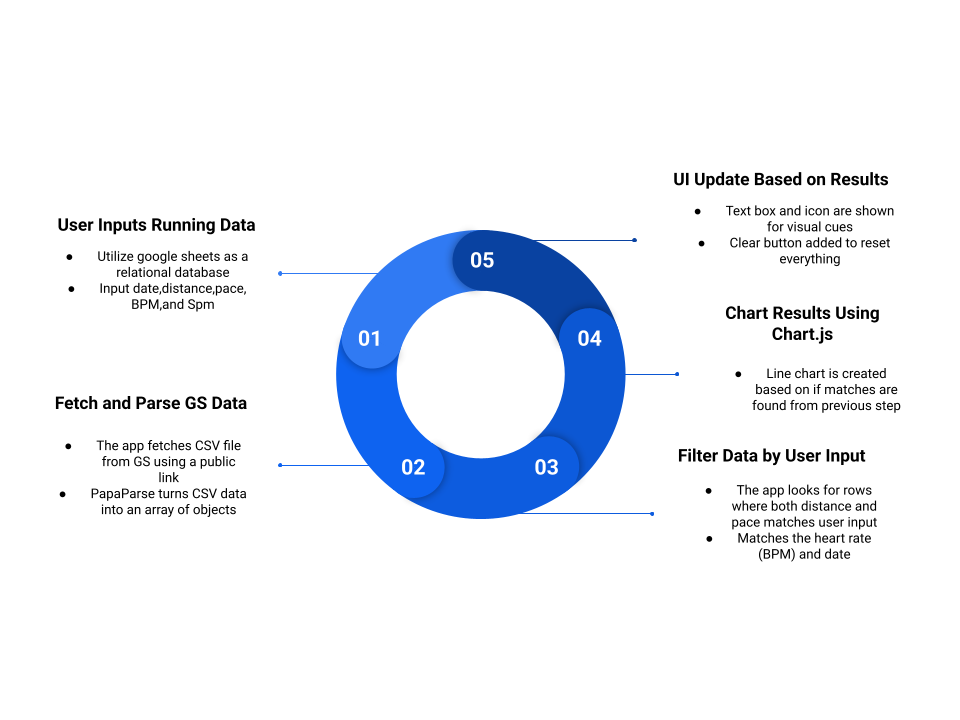 User Inputs Running Data
● Utilize google sheets as a
relational database
● Input date,distance,pace,
BPM,and Spm
01
Fetch and Parse GS Data
● The app fetches CSV file
from GS using a public
link
● PapaParse turns CSV data
into an array of objects
02
Filter Data by User Input
● The app looks for rows
where both distance and
pace matches user input
● Matches the heart rate
(BPM) and date
03
Chart Results Using
Chart.js
● Line chart is created
based on if matches are
found from previous step
04
UI Update Based on Results
● Text box and icon are shown
for visual cues
● Clear button added to reset
everything
05